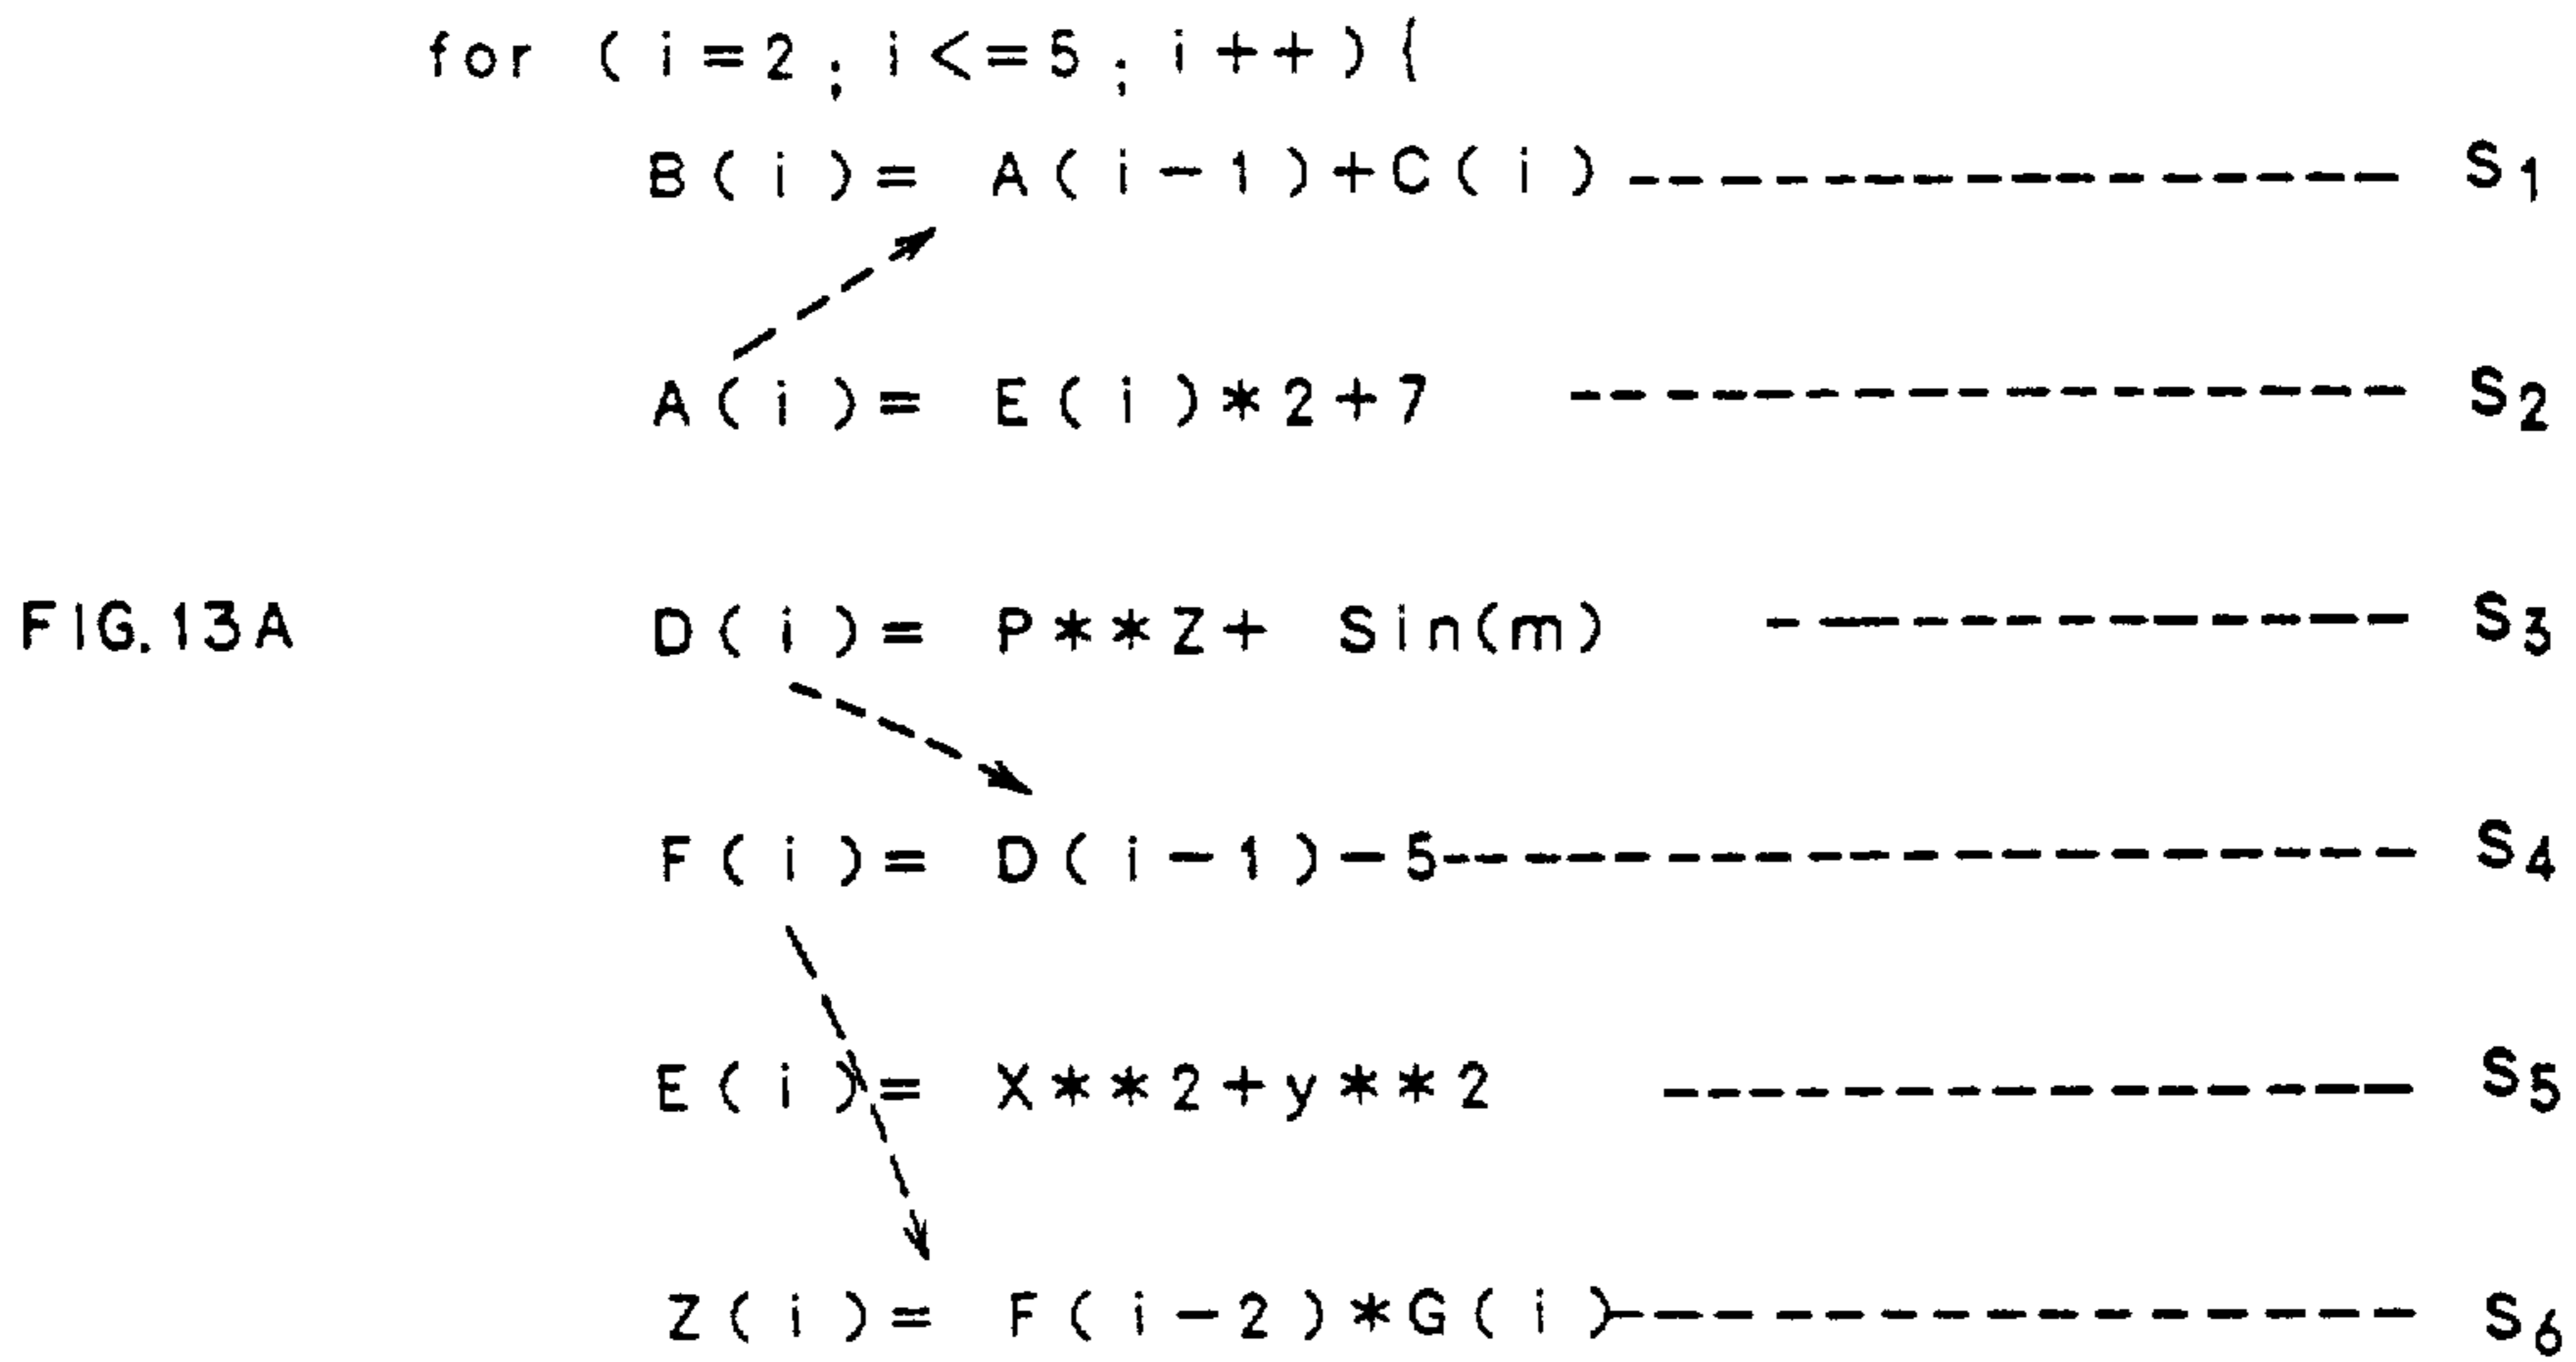 for (i=2; i<=5; i++){
B(i)= A(i-1)+C(i) S1
A(i)= E(i)*2+7 S2
FIG.13A D(i)= P**Z+ Sin(m) S3
F(i)= D(i-1)-5 S4
E(i)= X**2+y**2 S5
Z(i)= F(i-2)*G(i) S6